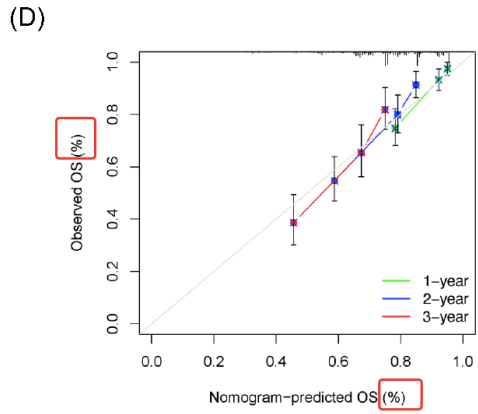 (D)
Observed OS (%)
1.0
0.8
0.6
0.4
0.2
0.0
1−year
2−year
3−year
0.0 0.2 0.4 0.6 0.8 1.0
Nomogram−predicted OS (%)